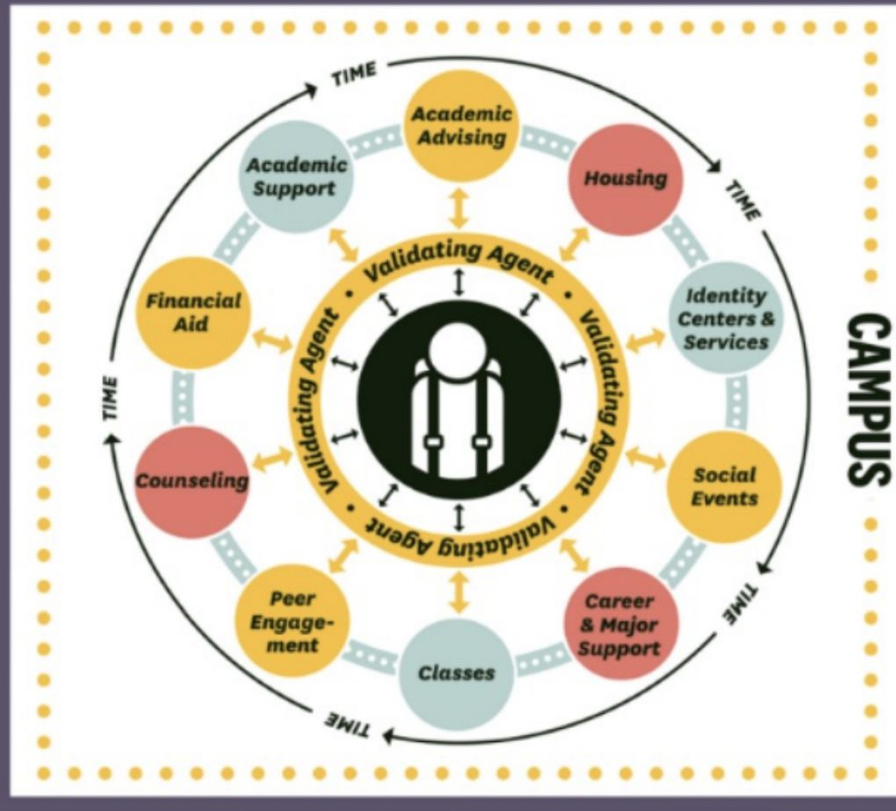 TIME
Academic
Advising
Housing
TIME
Identity
Centers &
Services
Social
Events
TIME
Career
& Major
Support
Classes
TIME
Peer
Engage-
ment
Counseling
TIME
Financial
Aid
Academic
Support
Validating Agent • Validating Agent • Validating Agent • Validating Agent •
CAMPUS